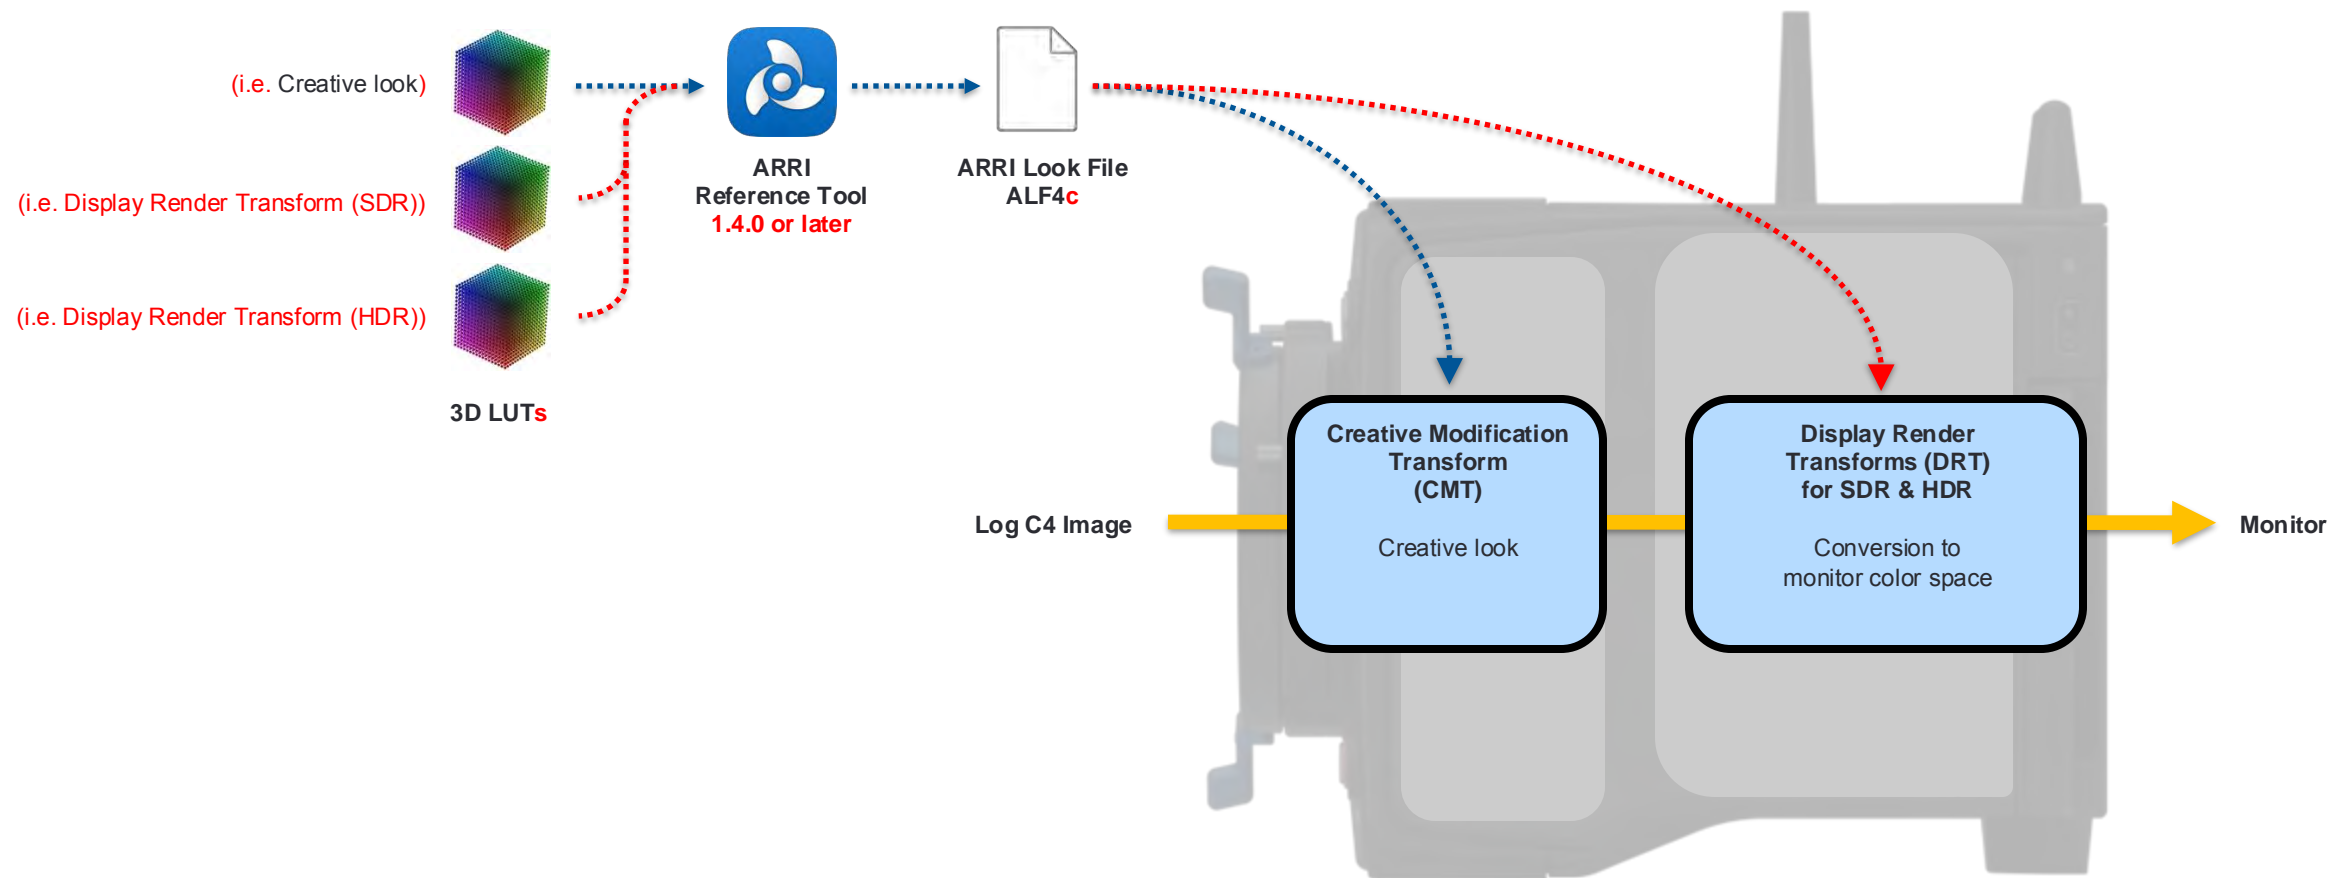 (i.e. Creative look)
(i.e. Display Render Transform (SDR))
(i.e. Display Render Transform (HDR))
3D LUTs
ARRI
Reference Tool
1.4.0 or later
ARRI Look File
ALF4c
Log C4 Image
Creative Modification
Transform
(CMT)
Creative look
Display Render
Transforms (DRT)
for SDR & HDR
Conversion to
monitor color space
Monitor